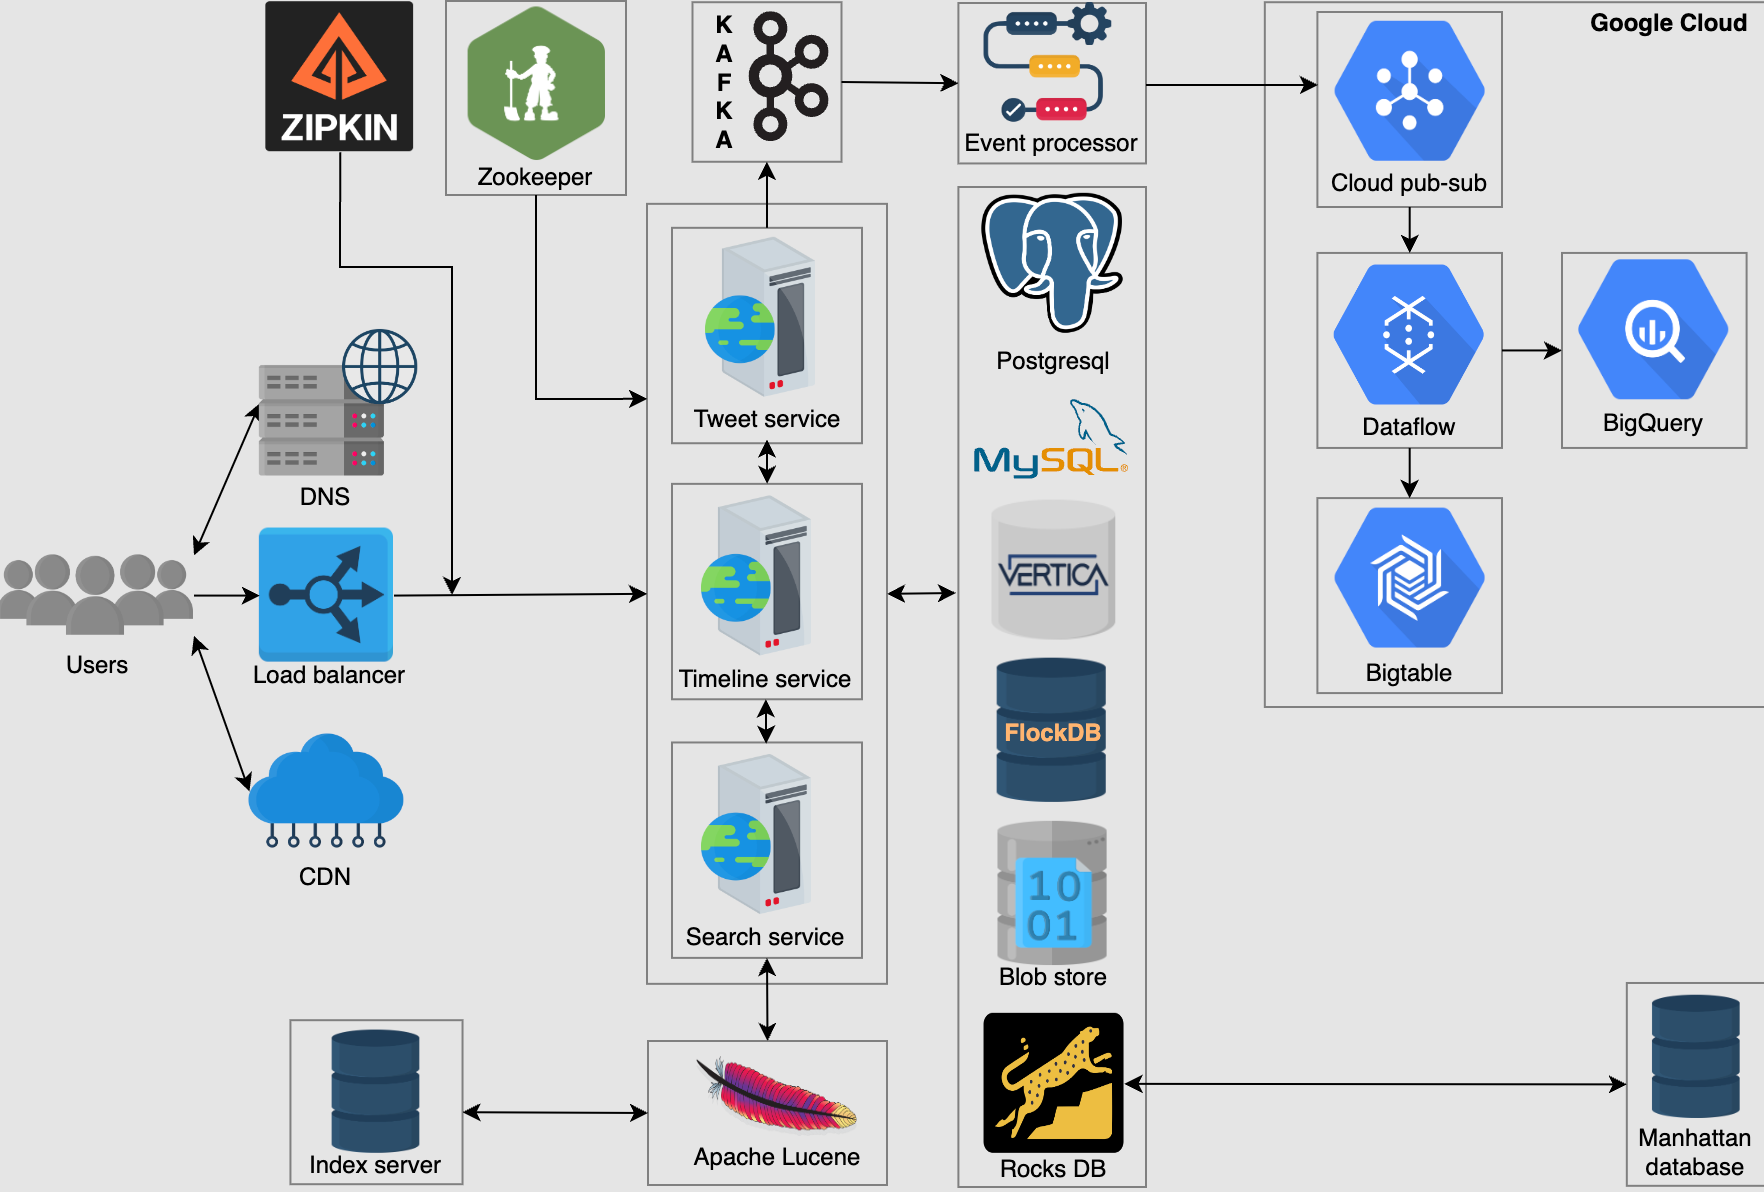 Google Cloud
ZIPKIN
Zookeeper
K
A
F
K
A
Event processor
Cloud pub-sub
Tweet service
Postgresql
MySQL®
Dataflow
BigQuery
DNS
VERTICA
Users
Load balancer
Timeline service
FlockDB
Bigtable
CDN
10
01
Search service
Blob store
Index server
Apache Lucene
Rocks DB
Manhattan
database